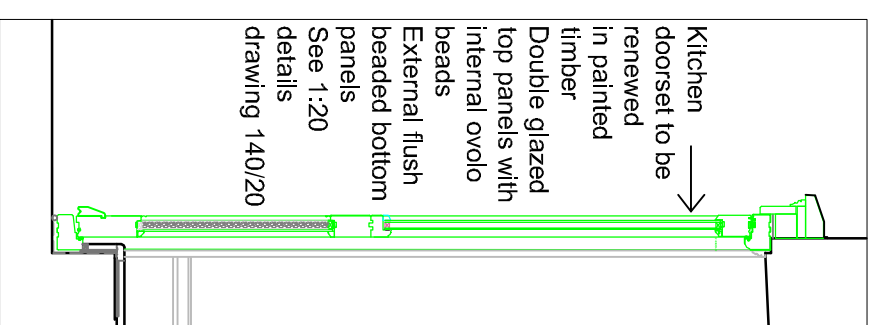 Kitchen
doorset to be
renewed
in painted
timber
Double glazed
top panels with
internal ovolo
beads
External flush
beaded bottom
panels
See 1:20
details
drawing 140/20